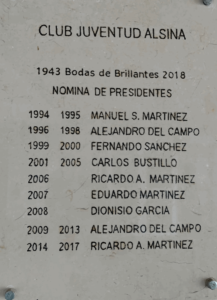 CLUB JUVENTUD ALSINA
1943 Bodas de Brillantes 2018
NOMINA DE PRESIDENTES
1994 1995 MANUEL S. MARTINEZ
1996 1998 ALEJANDRO DEL CAMPO
1999 2000 FERNANDO SANCHEZ
2001 2005 CARLOS BUSTILLO
2006 RICARDO A. MARTINEZ
2007 EDUARDO MARTINEZ
2008 DIONISIO GARCIA
2009 2013 ALEJANDRO DEL CAMPO
2014 2017 RICARDO A. MARTINEZ